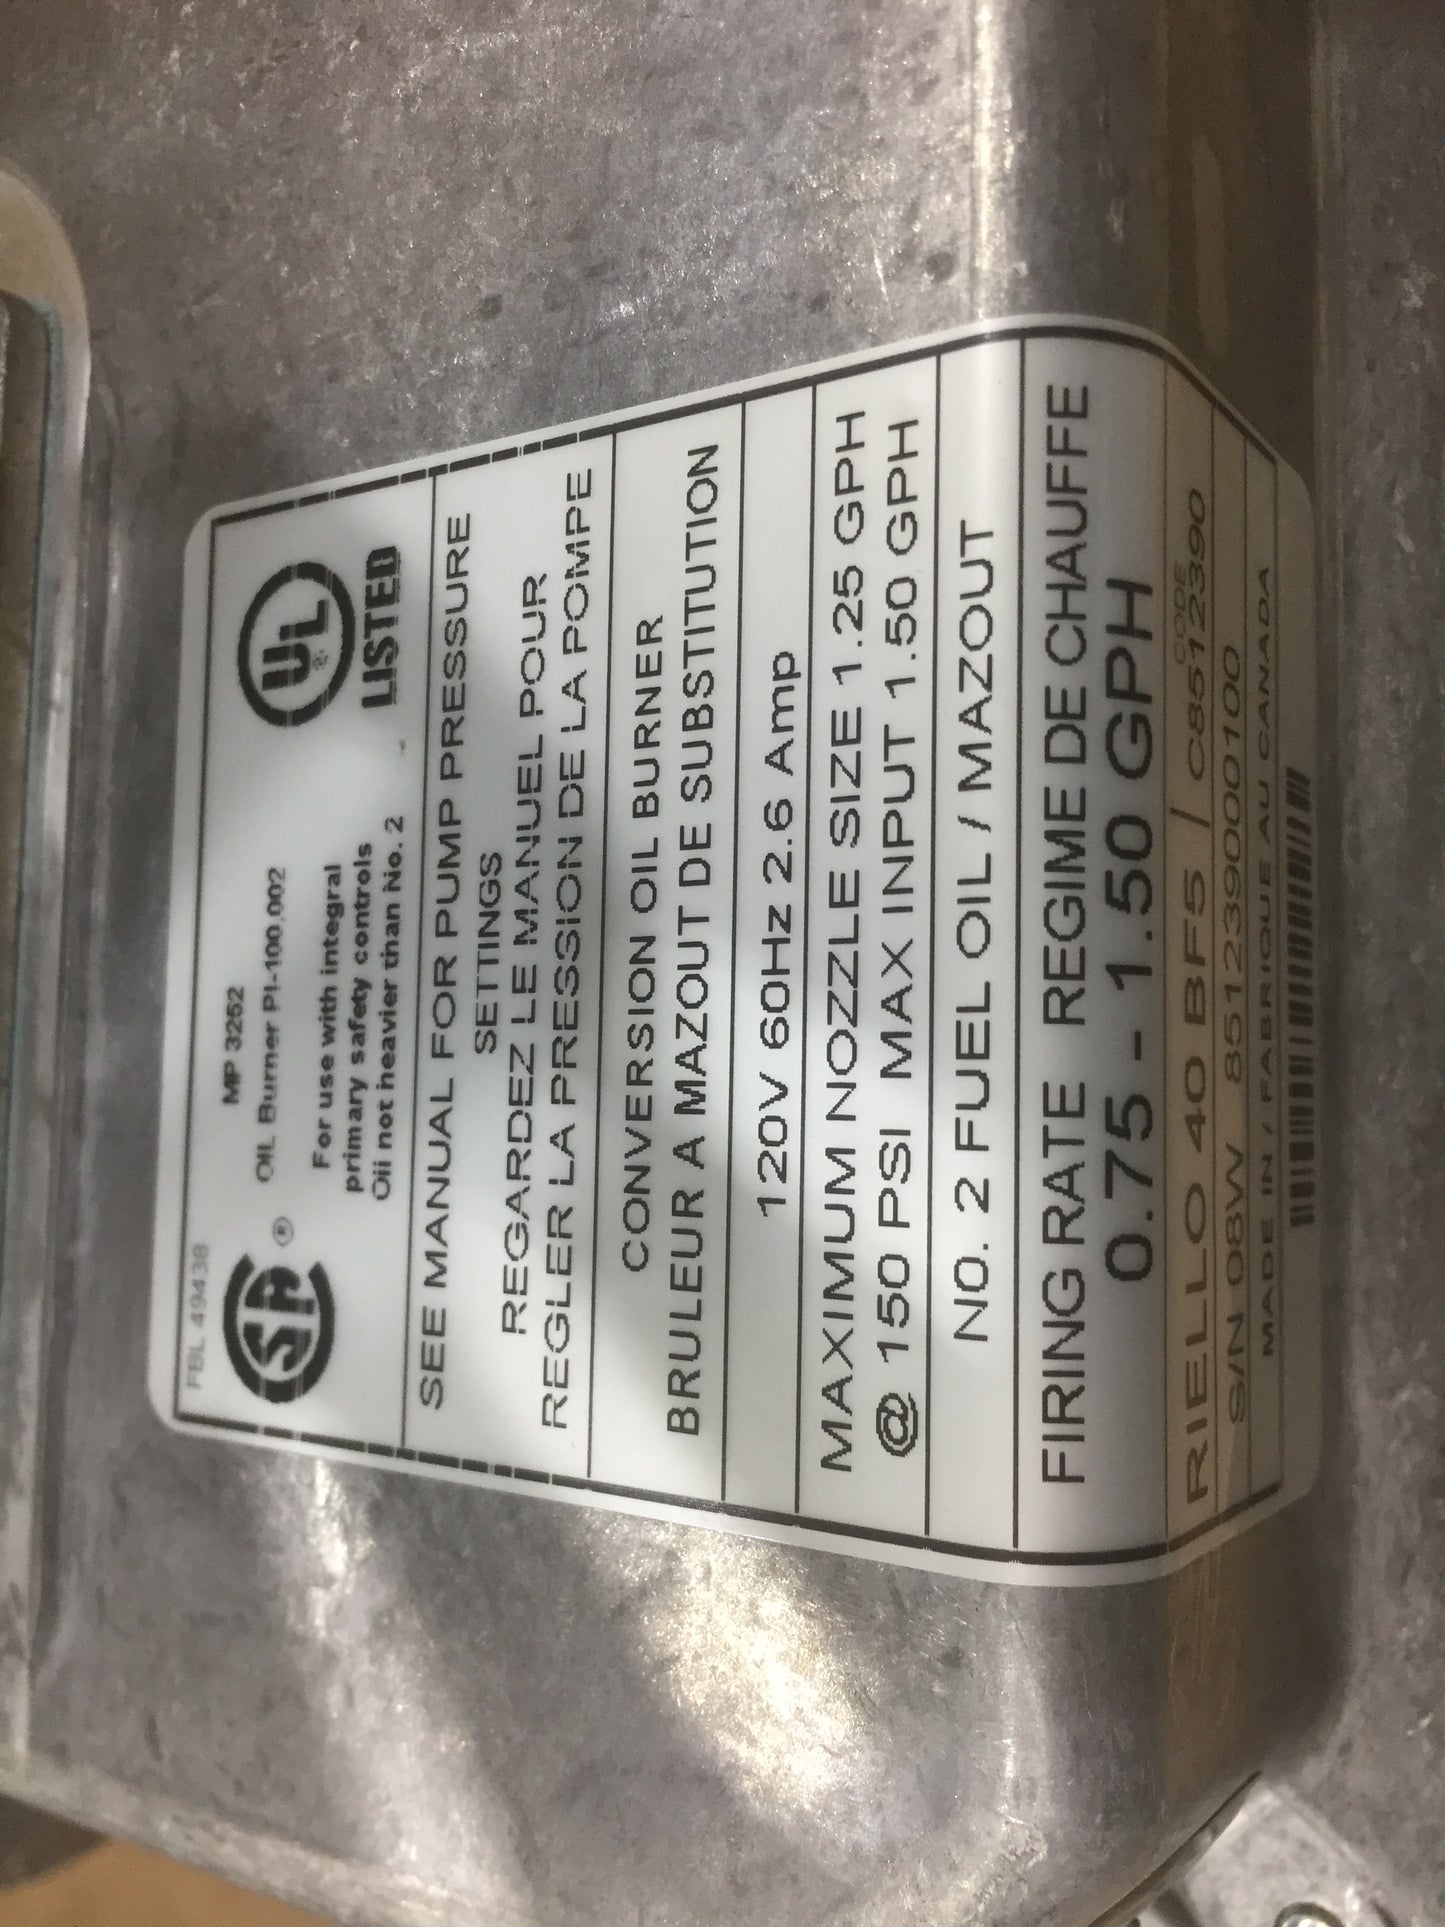 FBL 494438
MP 3262
OIL Burner PI-100,002
For use with integral
primary safety controls
Oil not heavier than No. 2
SA ®
UL ®
LISTED
SEE MANUAL FOR PUMP PRESSURE
SETTINGS
REGARDEZ LE MANUEL POUR
REGLER LA PRESSION DE LA POMPE
CONVERSION OIL BURNER
BRULEUR A MAZOUT DE SUBSTITUTION
120V 60Hz 2.6 Amp
MAXIMUM NOZZLE SIZE 1.25 GPH
@ 150 PSI MAX INPUT 1.50 GPH
NO. 2 FUEL OIL / MAZOUT
FIRING RATE REGIME DE CHAUFFE
0.75 - 1.50 GPH
CODE
RIELLO 40 BF5 / C8512390
S/N 08W 851239000100
MADE IN / FABRIQUE AU CANADA